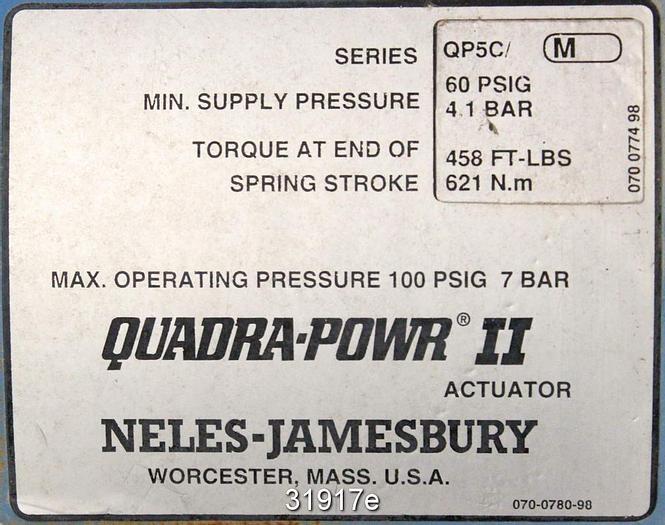 SERIES QP5C/ M
MIN. SUPPLY PRESSURE 60 PSIG
4.1 BAR
TORQUE AT END OF
SPRING STROKE 458 FT-LBS
621 N.m
070 0774 98
MAX. OPERATING PRESSURE 100 PSIG 7 BAR
QUADRA-POWR® II
ACTUATOR
NELES-JAMESBURY
WORCESTER, MASS. U.S.A.
31917e
070-0780-98